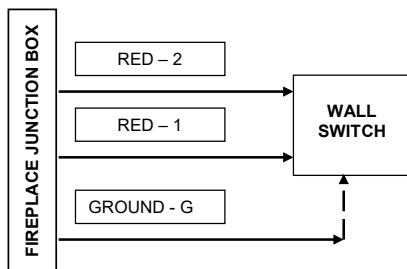 FIREPLACE JUNCTION BOX
RED – 2
RED – 1
GROUND - G
WALL
SWITCH